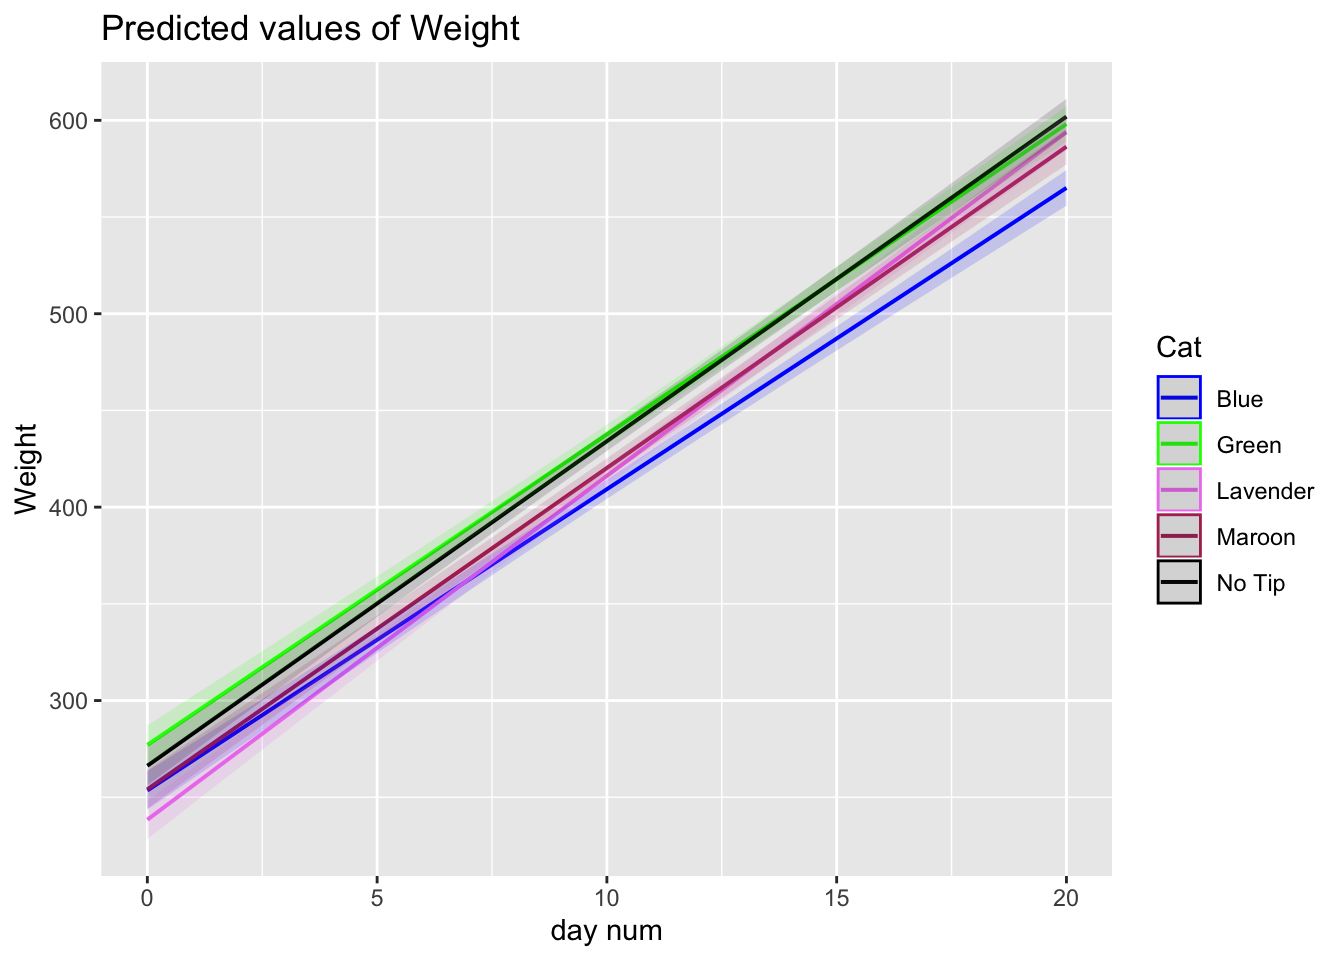 Predicted values of Weight
600
500
400
300
Weight
0 5 10 15 20
day num
Cat
Blue
Green
Lavender
Maroon
No Tip